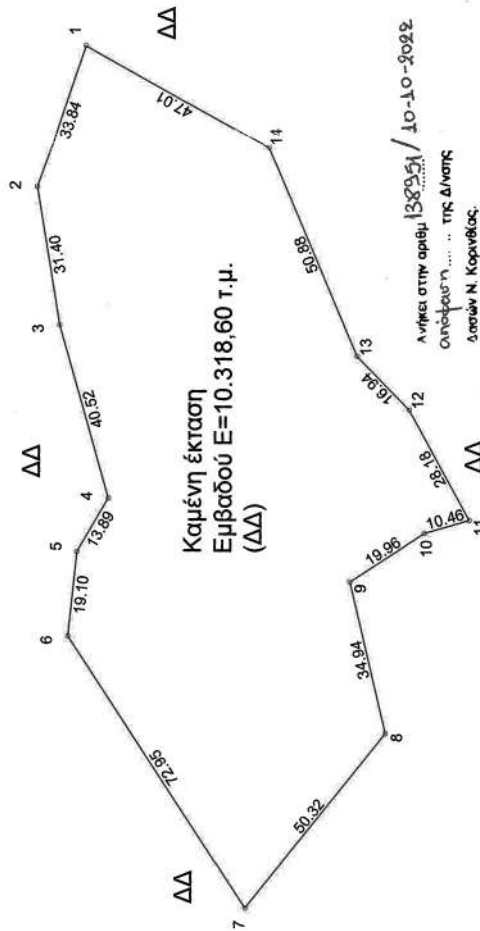 ΔΔ
1
33.84
2
31.40
3
40.52
4
13.89
5
19.10
6
72.95
ΔΔ
7
50.32
8
34.94
9
19.96
10
10.46
11
ΔΔ
28.18
12
16.94
13
50.88
14
47.01
ΔΔ
Καμένη έκταση
Εμβαδού Ε=10.318,60 τ.μ.
(ΔΔ)
Ανήκει στην αριθμ 138951/10-10-2022
απόφαση ...... της Δ/νσης
Δασών Ν. Κορινθίας.